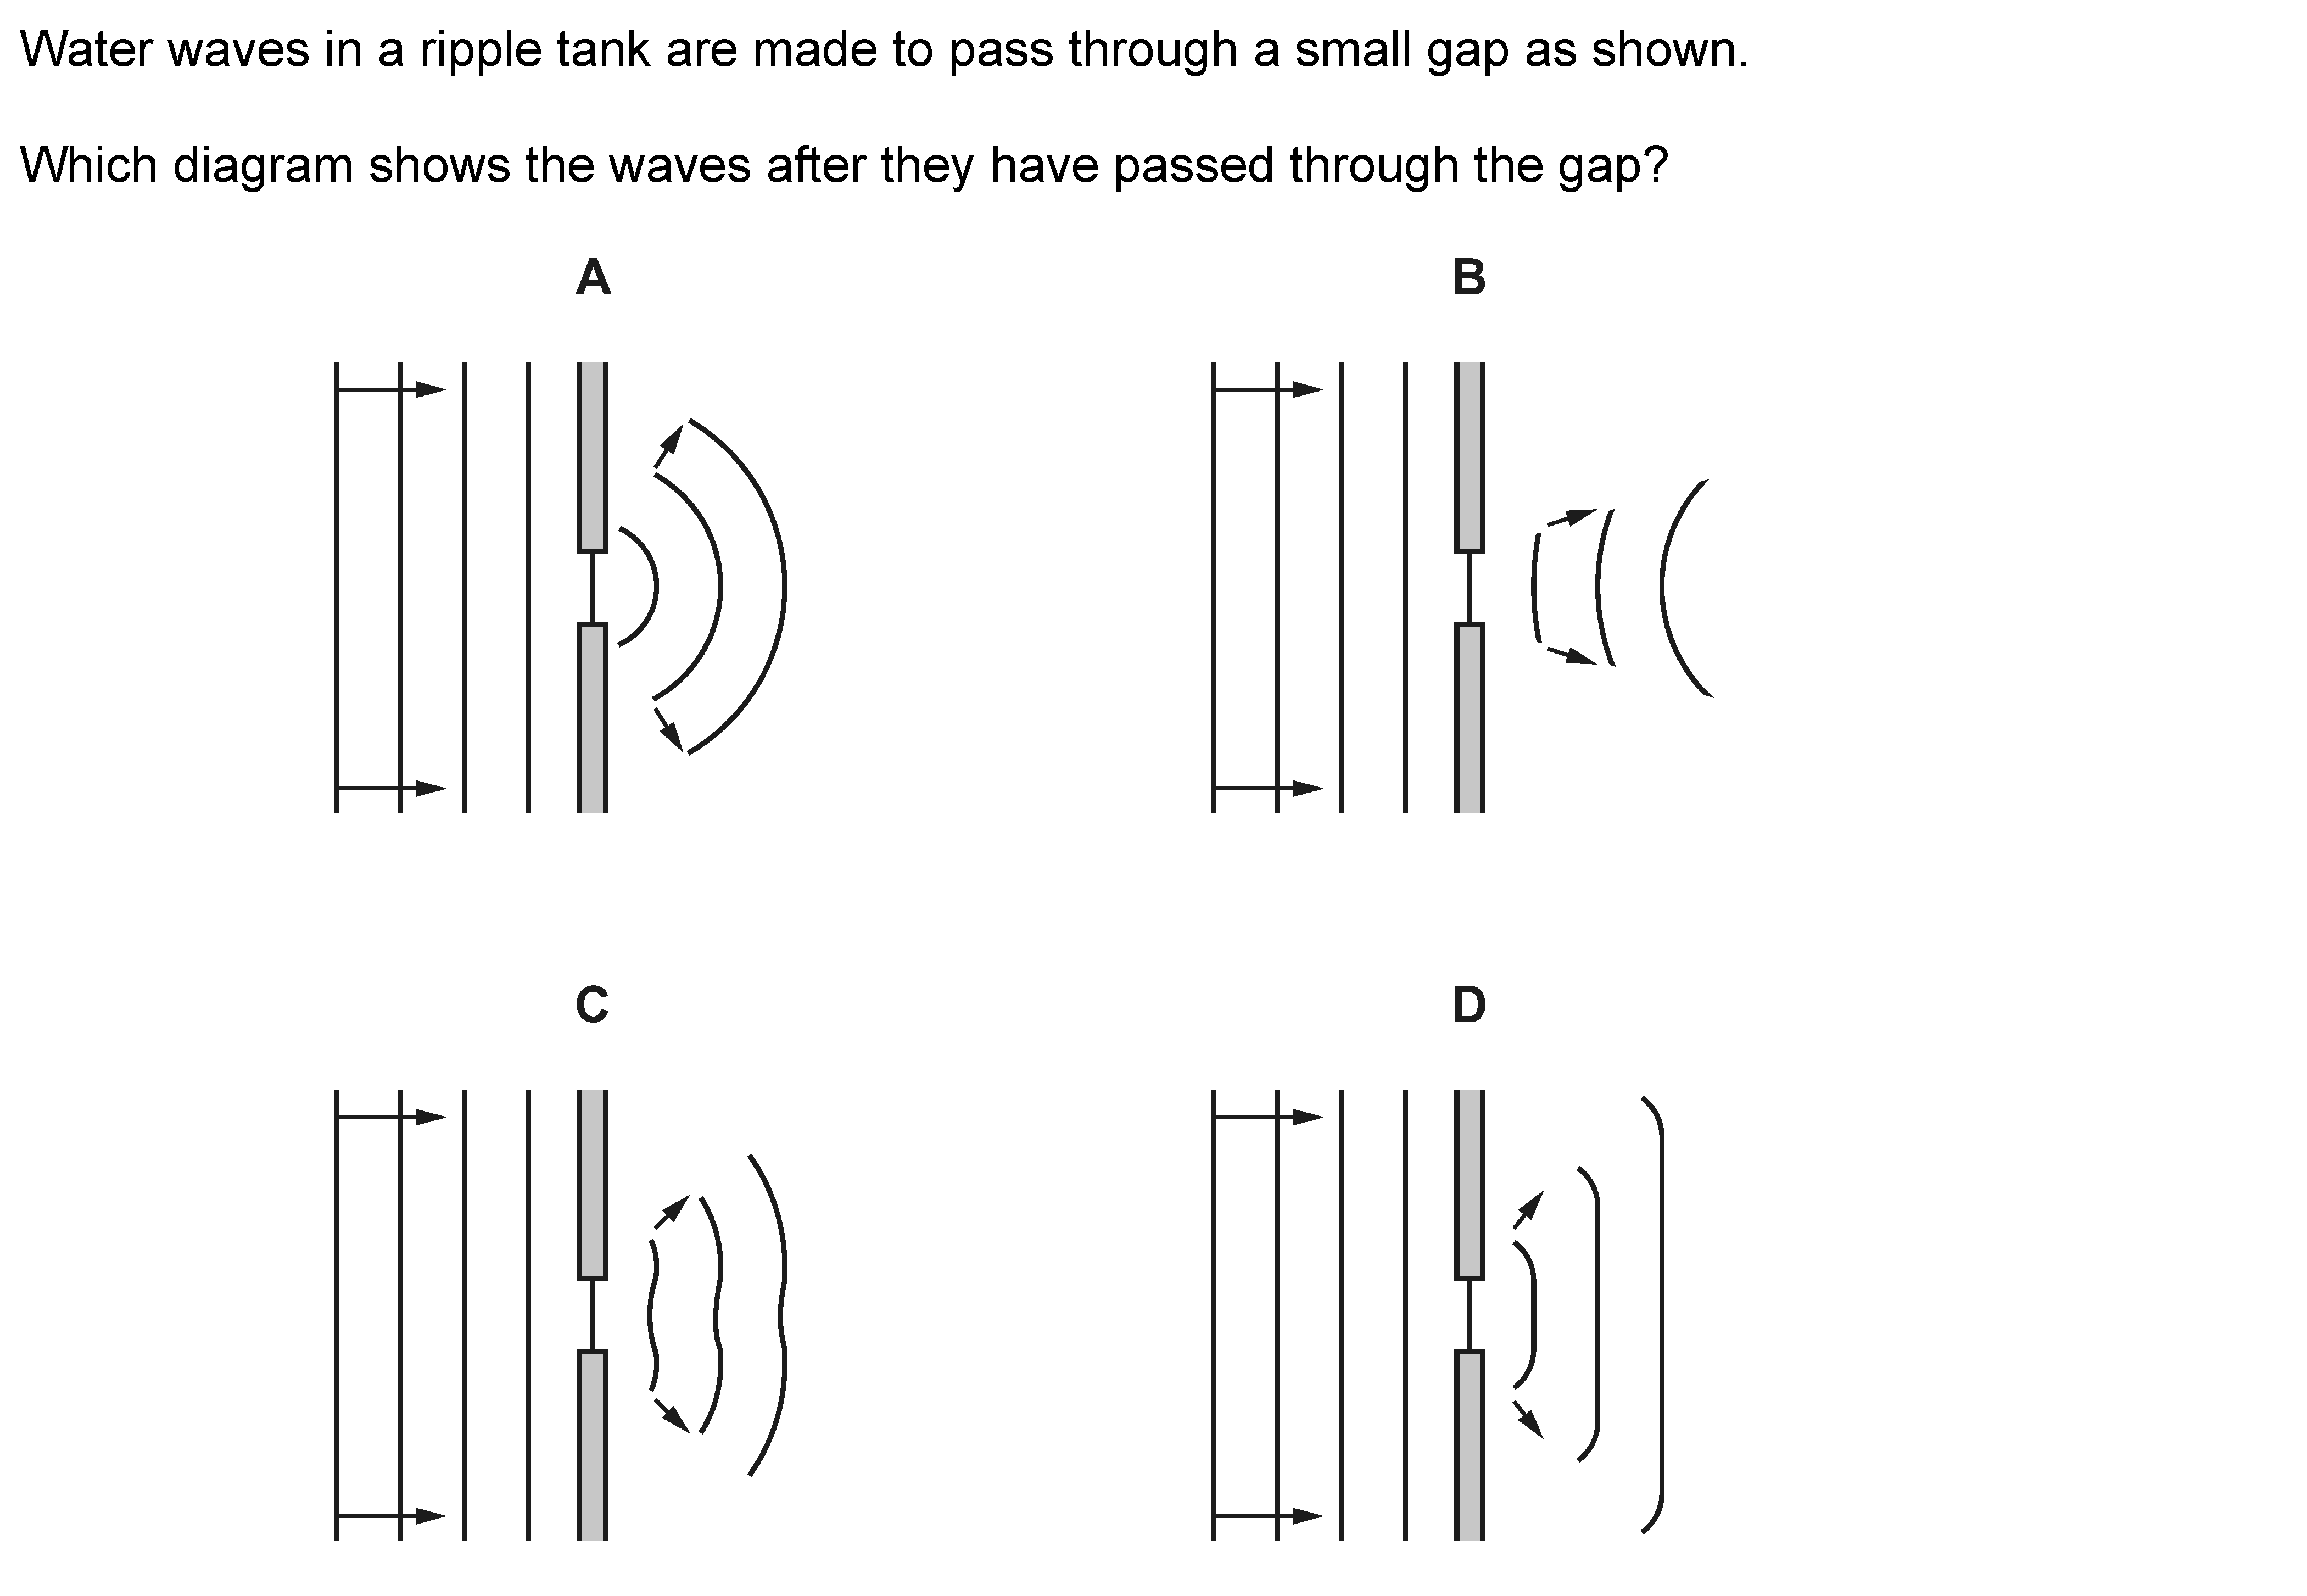 Water waves in a ripple tank are made to pass through a small gap as shown.
Which diagram shows the waves after they have passed through the gap?
A
B
C
D